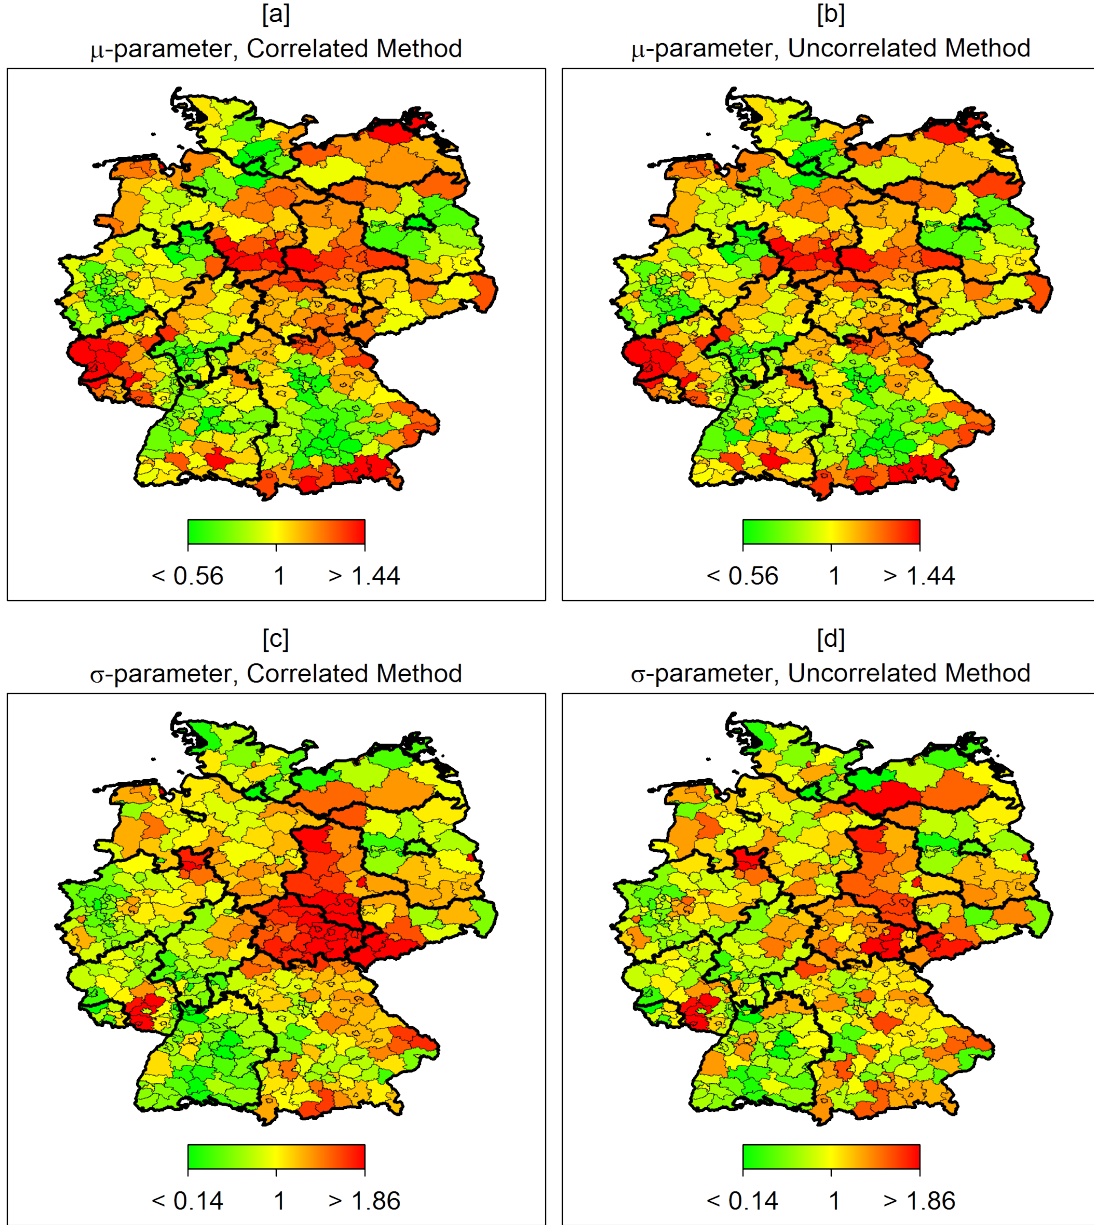 [a]
μ-parameter, Correlated Method
< 0.56 1 > 1.44
[b]
μ-parameter, Uncorrelated Method
< 0.56 1 > 1.44
[c]
σ-parameter, Correlated Method
< 0.14 1 > 1.86
[d]
σ-parameter, Uncorrelated Method
< 0.14 1 > 1.86